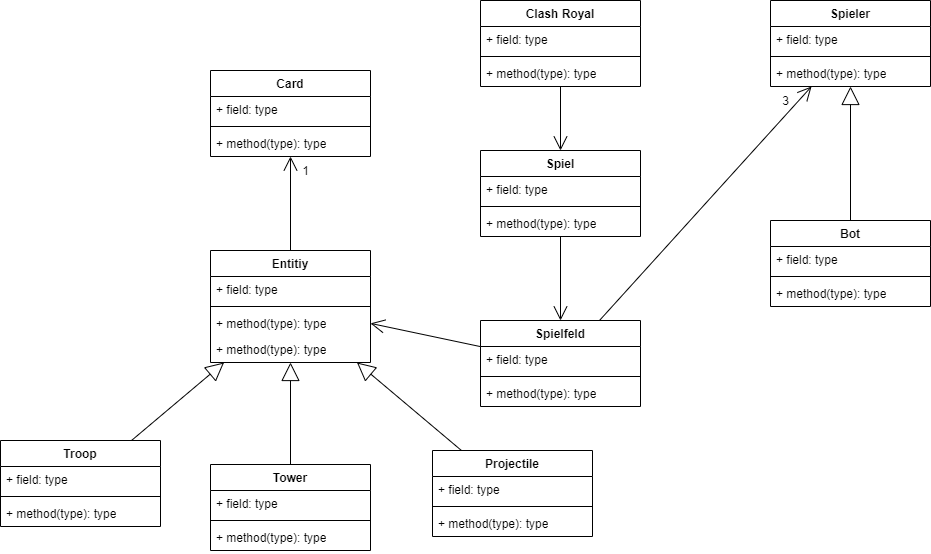 Clash Royal
+ field: type
+ method(type): type
Spieler
+ field: type
+ method(type): type
3
Card
+ field: type
+ method(type): type
1
Spiel
+ field: type
+ method(type): type
Bot
+ field: type
+ method(type): type
Entitiy
+ field: type
+ method(type): type
+ method(type): type
Spielfeld
+ field: type
+ method(type): type
Troop
+ field: type
+ method(type): type
Tower
+ field: type
+ method(type): type
Projectile
+ field: type
+ method(type): type